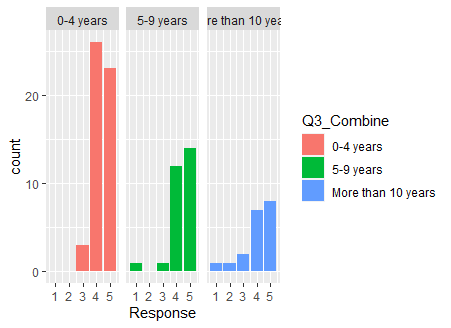 0-4 years 5-9 years re than 10 yea
20
10
0
count
1 2 3 4 5 1 2 3 4 5 1 2 3 4 5
Response
Q3_Combine
0-4 years
5-9 years
More than 10 years